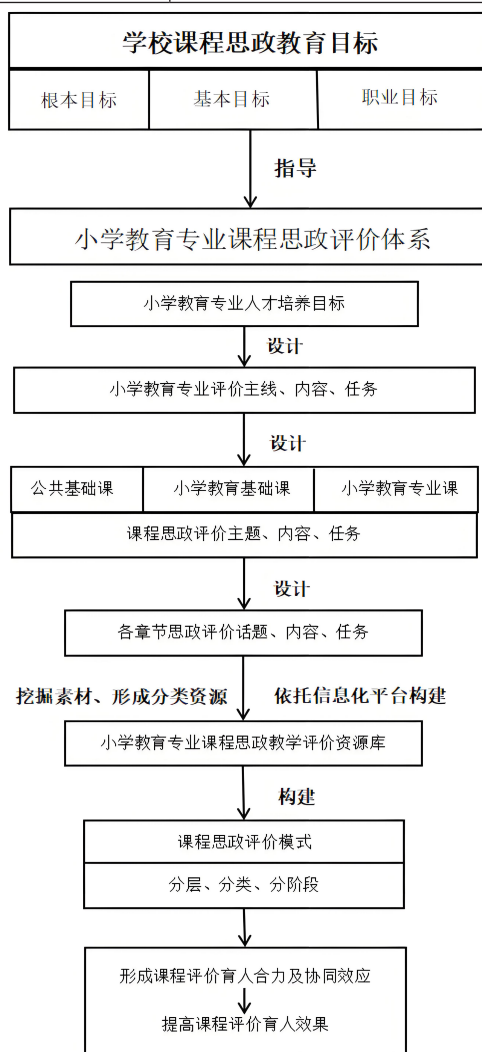 学校课程思政教育目标
根本目标 基本目标 职业目标
指导
小学教育专业课程思政评价体系
小学教育专业人才培养目标
设计
小学教育专业评价主线、内容、任务
设计
公共基础课 小学教育基础课 小学教育专业课
课程思政评价主题、内容、任务
设计
各章节思政评价话题、内容、任务
挖掘素材、形成分类资源 依托信息化平台构建
小学教育专业课程思政教学评价资源库
构建
课程思政评价模式
分层、分类、分阶段
形成课程评价育人合力及协同效应
提高课程评价育人效果